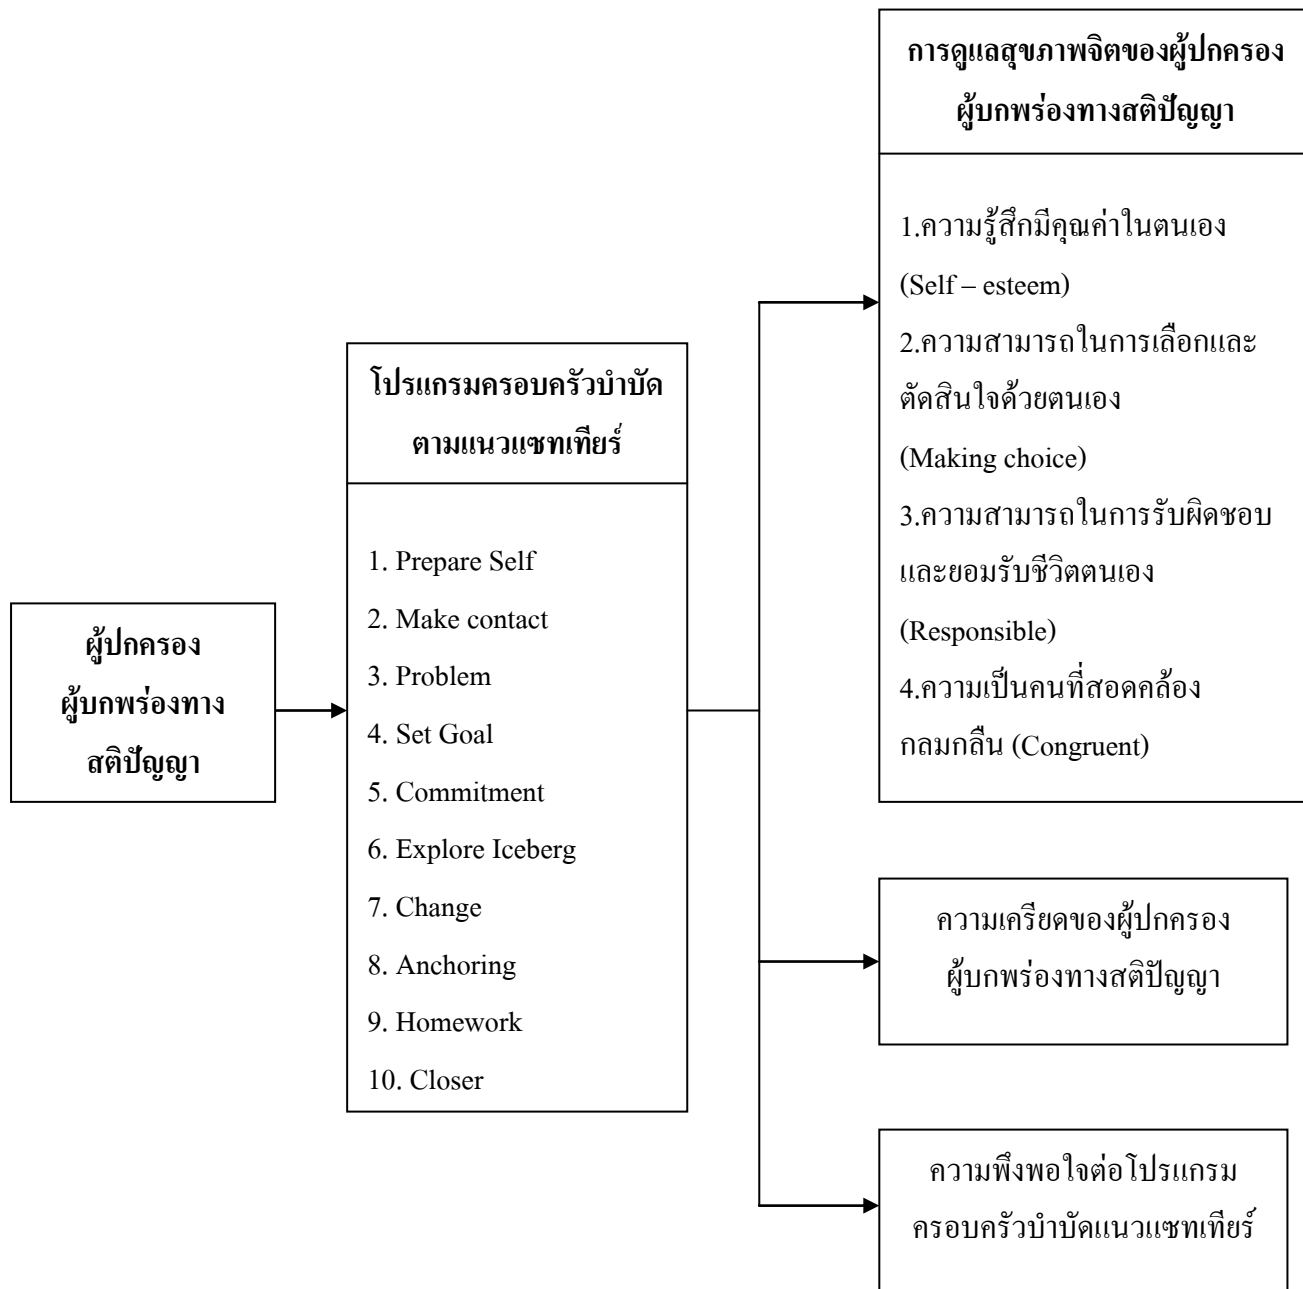 ผู้ปกครอง
ผู้บกพร่องทาง
สติปัญญา
โปรแกรมครอบครัวบำบัด
ตามแนวแซทเทียร์
1. Prepare Self
2. Make contact
3. Problem
4. Set Goal
5. Commitment
6. Explore Iceberg
7. Change
8. Anchoring
9. Homework
10. Closer
การดูแลสุขภาพจิตของผู้ปกครอง
ผู้บกพร่องทางสติปัญญา
1.ความรู้สึกมีคุณค่าในตนเอง
(Self – esteem)
2.ความสามารถในการเลือกและ
ตัดสินใจด้วยตนเอง
(Making choice)
3.ความสามารถในการรับผิดชอบ
และยอมรับชีวิตตนเอง
(Responsible)
4.ความเป็นคนที่สอดคล้อง
กลมกลืน (Congruent)
ความเครียดของผู้ปกครอง
ผู้บกพร่องทางสติปัญญา
ความพึงพอใจต่อโปรแกรม
ครอบครัวบำบัดแนวแซทเทียร์